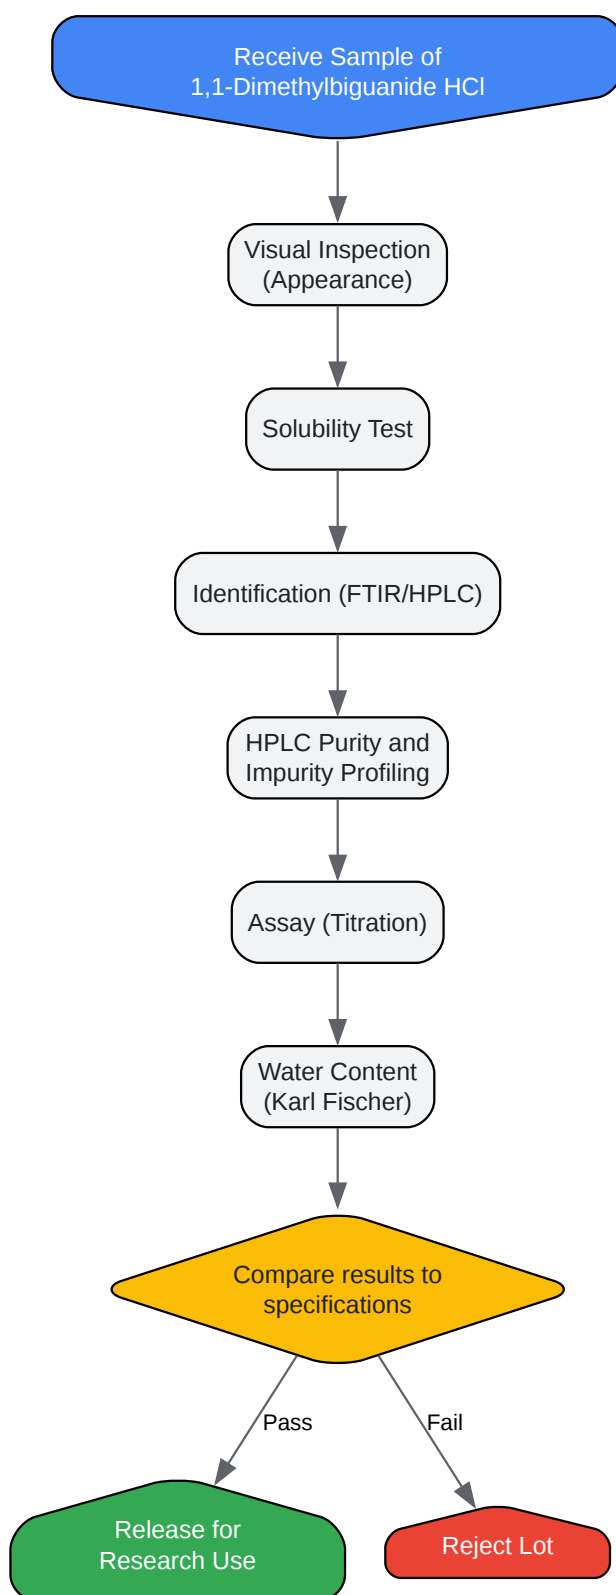 Receive Sample of
1,1-Dimethylbiguanide HCl
Visual Inspection
(Appearance)
Solubility Test
Identification (FTIR/HPLC)
HPLC Purity and
Impurity Profiling
Assay (Titration)
Water Content
(Karl Fischer)
Compare results to
specifications
Pass
Fail
Release for
Research Use
Reject Lot